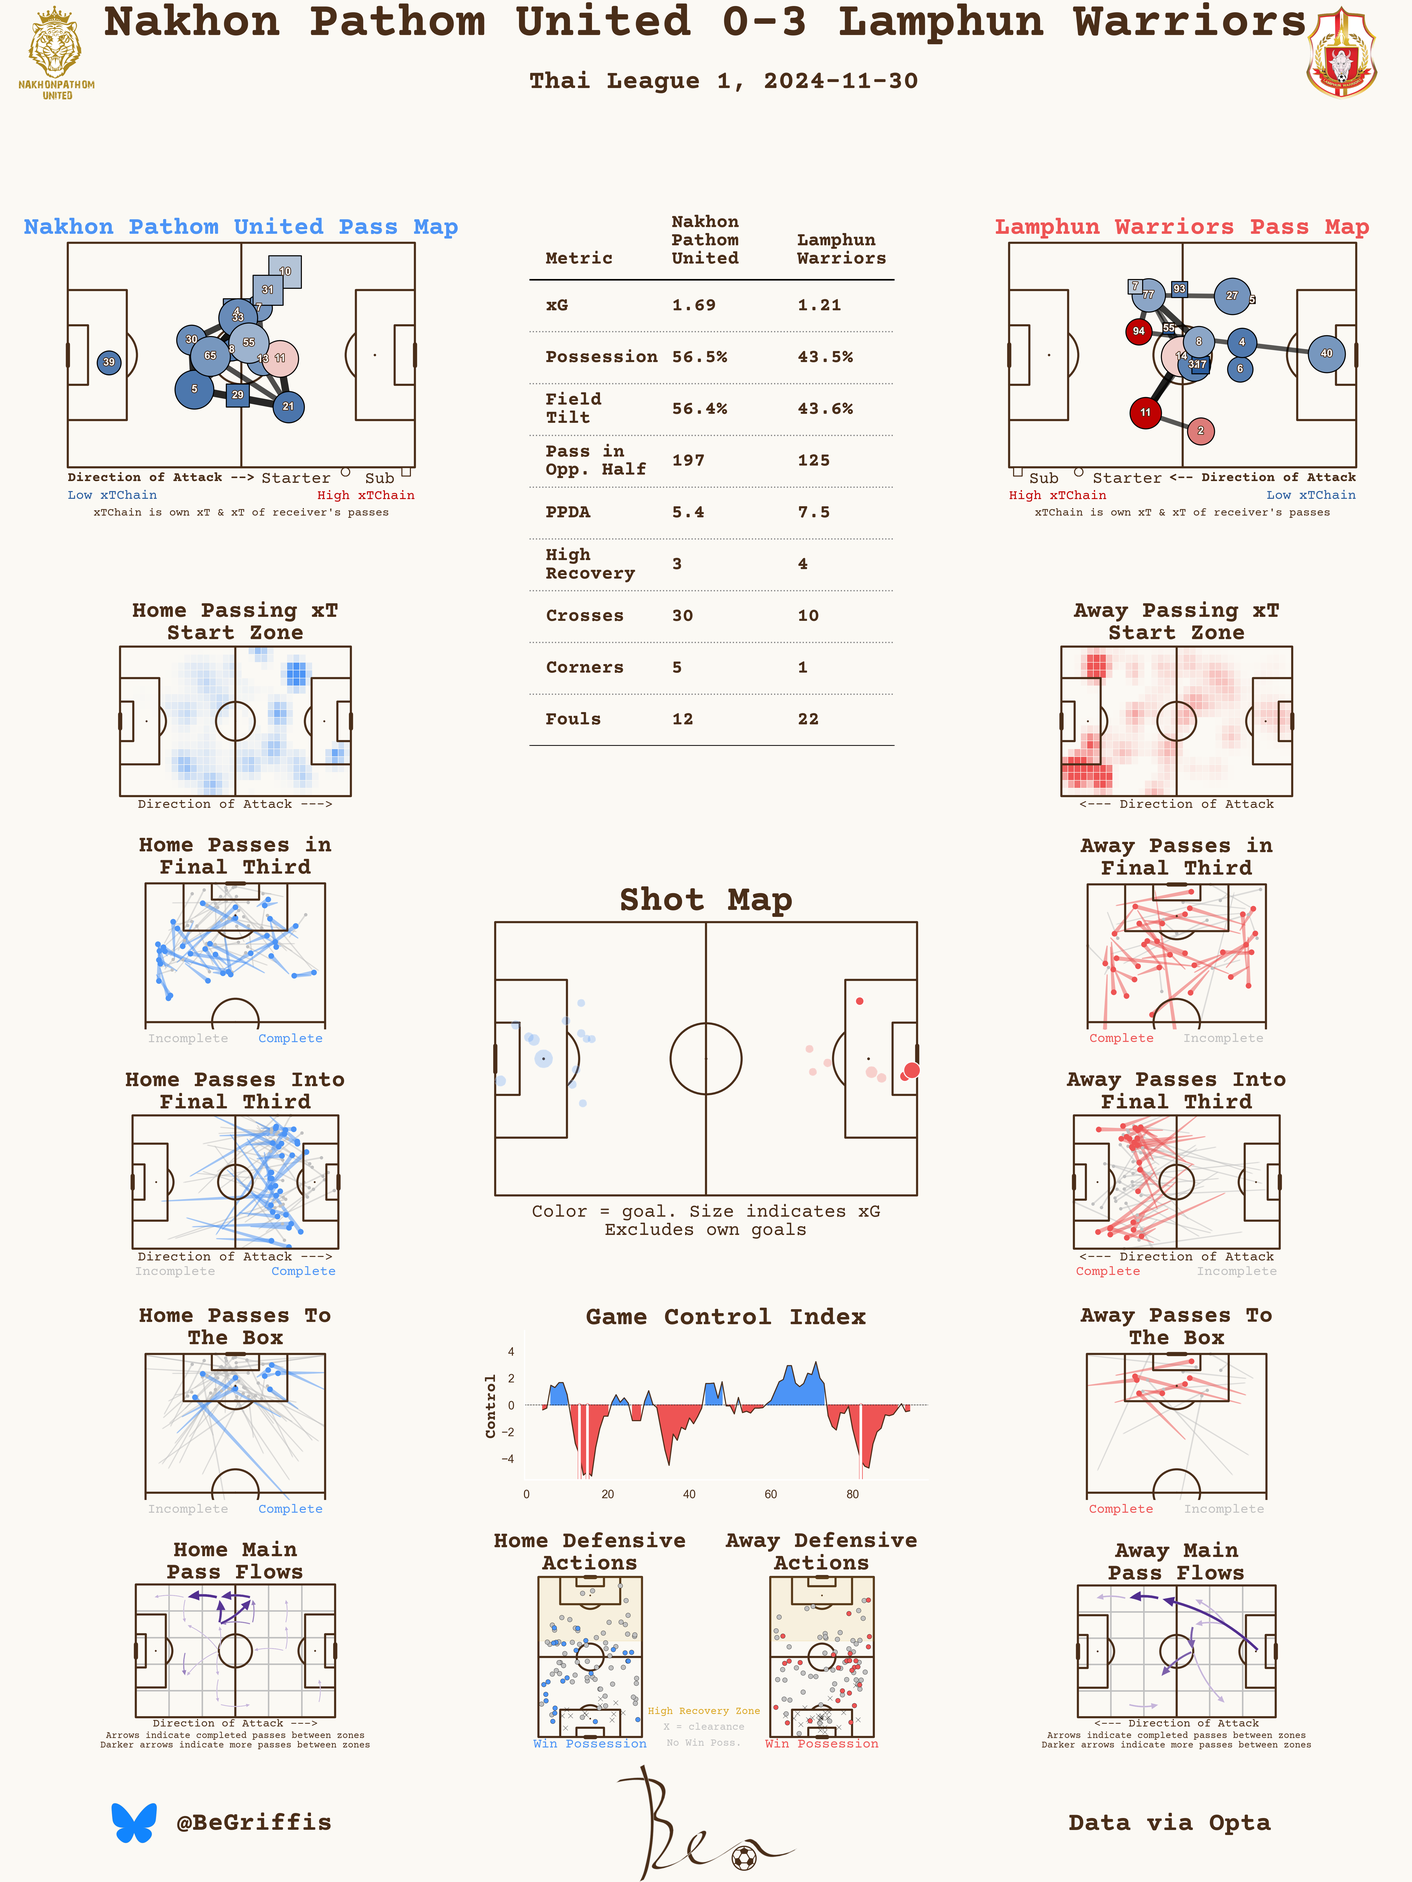 Nakhon Pathom United 0-3 Lamphun Warriors
NAKHONPATHOM
UNITED
Thai League 1, 2024-11-30
Nakhon Pathom United Pass Map
10
31
7
4
33
30
55
8
65
13
11
39
5
29
21
Direction of Attack --> Starter Sub
Low xTChain High xTChain
xTChain is own xT & xT of receiver's passes
Metric Nakhon Pathom United Lamphun Warriors
xG 1.69 1.21
Possession 56.5% 43.5%
Field Tilt 56.4% 43.6%
Pass in Opp. Half 197 125
PPDA 5.4 7.5
High Recovery 3 4
Crosses 30 10
Corners 5 1
Fouls 12 22
Lamphun Warriors Pass Map
7
77
93
27
5
94
55
8
4
14
40
6
11
2
Sub Starter <-- Direction of Attack
High xTChain Low xTChain
xTChain is own xT & xT of receiver's passes
Home Passing xT
Start Zone
Direction of Attack --->
Away Passing xT
Start Zone
<--- Direction of Attack
Home Passes in
Final Third
Incomplete Complete
Shot Map
Color = goal. Size indicates xG
Excludes own goals
Away Passes in
Final Third
Complete Incomplete
Home Passes Into
Final Third
Direction of Attack --->
Incomplete Complete
Away Passes Into
Final Third
<--- Direction of Attack
Complete Incomplete
Home Passes To
The Box
Incomplete Complete
Game Control Index
Control
4
2
0
−2
−4
0 20 40 60 80
Away Passes To
The Box
Complete Incomplete
Home Main
Pass Flows
Direction of Attack --->
Arrows indicate completed passes between zones
Darker arrows indicate more passes between zones
Home Defensive
Actions
Win Possession
Away Defensive
Actions
Win Possession
High Recovery Zone
X = clearance
No Win Poss.
Away Main
Pass Flows
<--- Direction of Attack
Arrows indicate completed passes between zones
Darker arrows indicate more passes between zones
@BeGriffis
Ben
Data via Opta